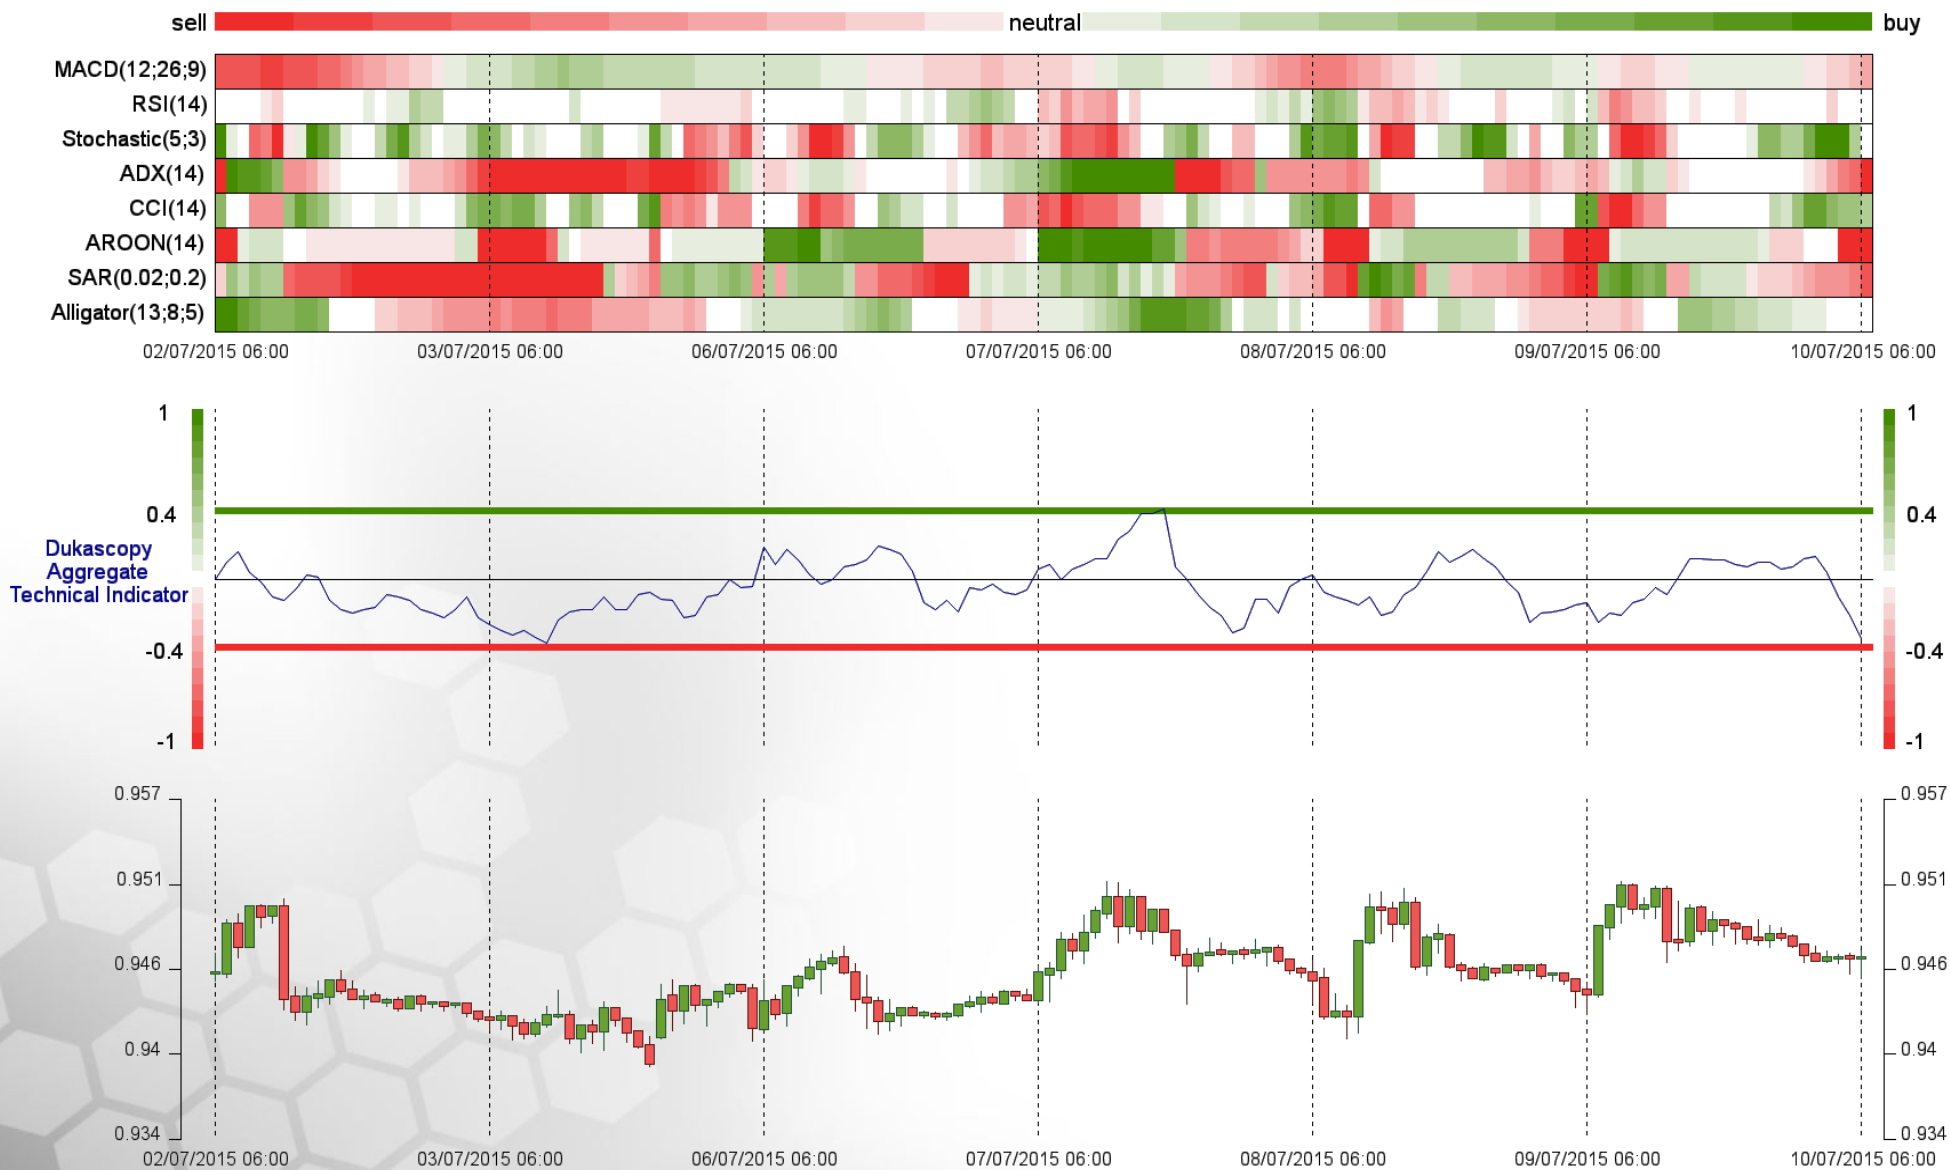 sell neutral buy
MACD(12;26;9)
RSI(14)
Stochastic(5;3)
ADX(14)
CCI(14)
AROON(14)
SAR(0.02;0.2)
Alligator(13;8;5)
02/07/2015 06:00 03/07/2015 06:00 06/07/2015 06:00 07/07/2015 06:00 08/07/2015 06:00 09/07/2015 06:00 10/07/2015 06:00
1 1
0.4 0.4
Dukascopy
Aggregate
Technical Indicator
-0.4 -0.4
-1 -1
0.957 0.957
0.951 0.951
0.946 0.946
0.94 0.94
0.934 0.934
02/07/2015 06:00 03/07/2015 06:00 06/07/2015 06:00 07/07/2015 06:00 08/07/2015 06:00 09/07/2015 06:00 10/07/2015 06:00